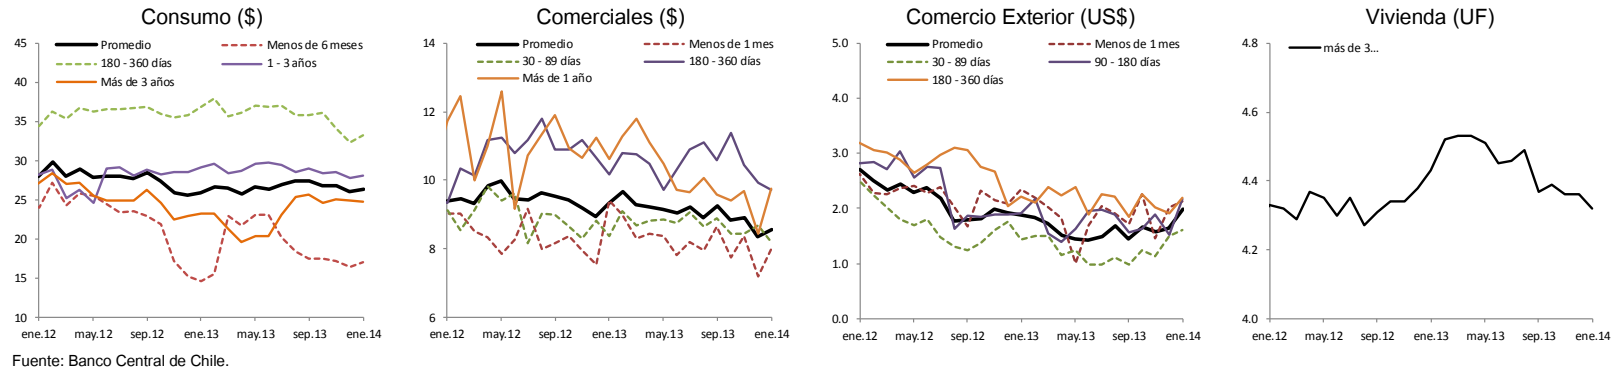 Consumo ($)
45
40
35
30
25
20
15
10
Promedio
Menos de 6 meses
180 - 360 días
1 - 3 años
Más de 3 años
ene.12
may.12
sep.12
ene.13
may.13
sep.13
ene.14
Comerciales ($)
14
12
10
8
6
Promedio
Menos de 1 mes
30 - 89 días
180 - 360 días
Más de 1 año
ene.12
may.12
sep.12
ene.13
may.13
sep.13
ene.14
Comercio Exterior (US$)
5.0
4.0
3.0
2.0
1.0
0.0
Promedio
Menos de 1 mes
30 - 89 días
90 - 180 días
180 - 360 días
ene.12
may.12
sep.12
ene.13
may.13
sep.13
ene.14
Vivienda (UF)
4.8
4.6
4.4
4.2
4.0
más de 3...
ene.12
may.12
sep.12
ene.13
may.13
sep.13
ene.14
Fuente: Banco Central de Chile.